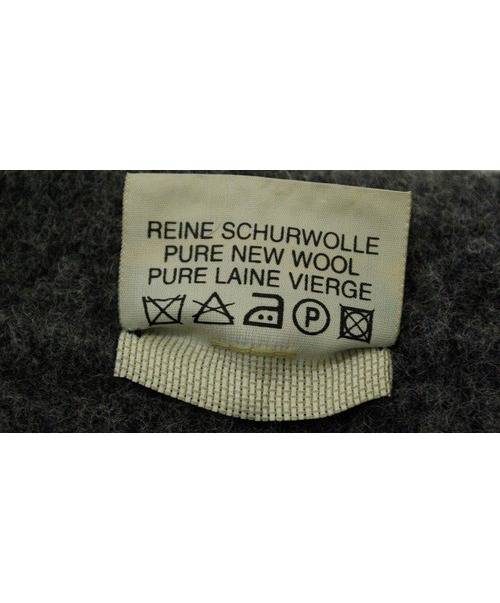 REINE SCHURWOLLE
PURE NEW WOOL
PURE LAINE VIERGE
P